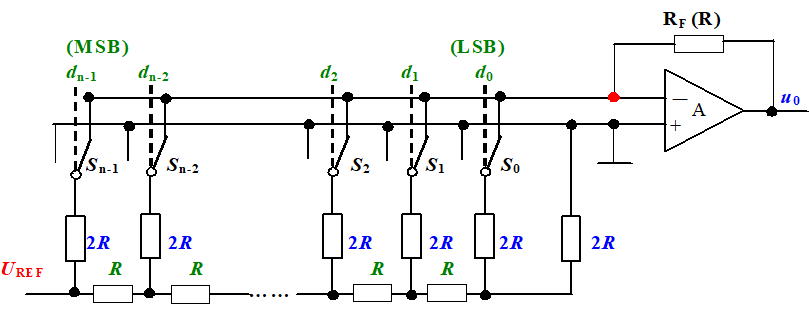 R_F (R)
(MSB) (LSB)
d_{n-1} d_{n-2} d_2 d_1 d_0
u_0
− A
+
S_{n-1} S_{n-2} S_2 S_1 S_0
2R 2R 2R 2R 2R 2R
U_{REF} R R R R
……